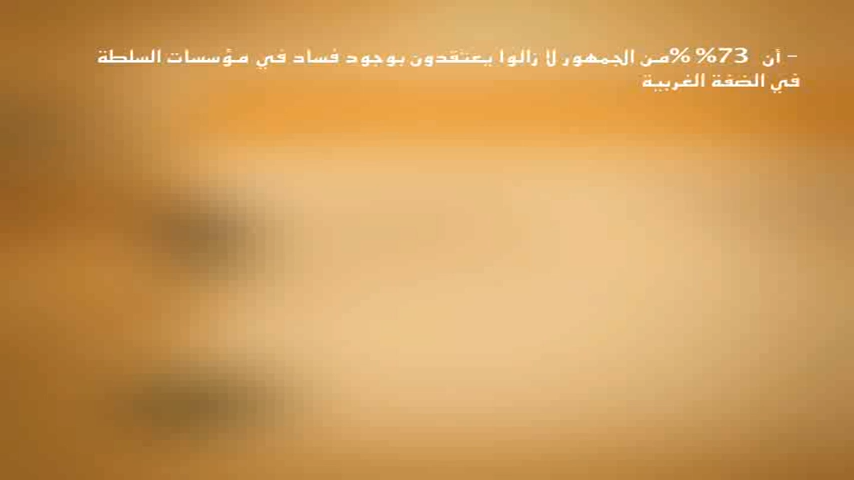 - أن 73% %من الجمهور لا زالوا يعتقدون بوجود فساد في مؤسسات السلطة
في الضفة الغربية